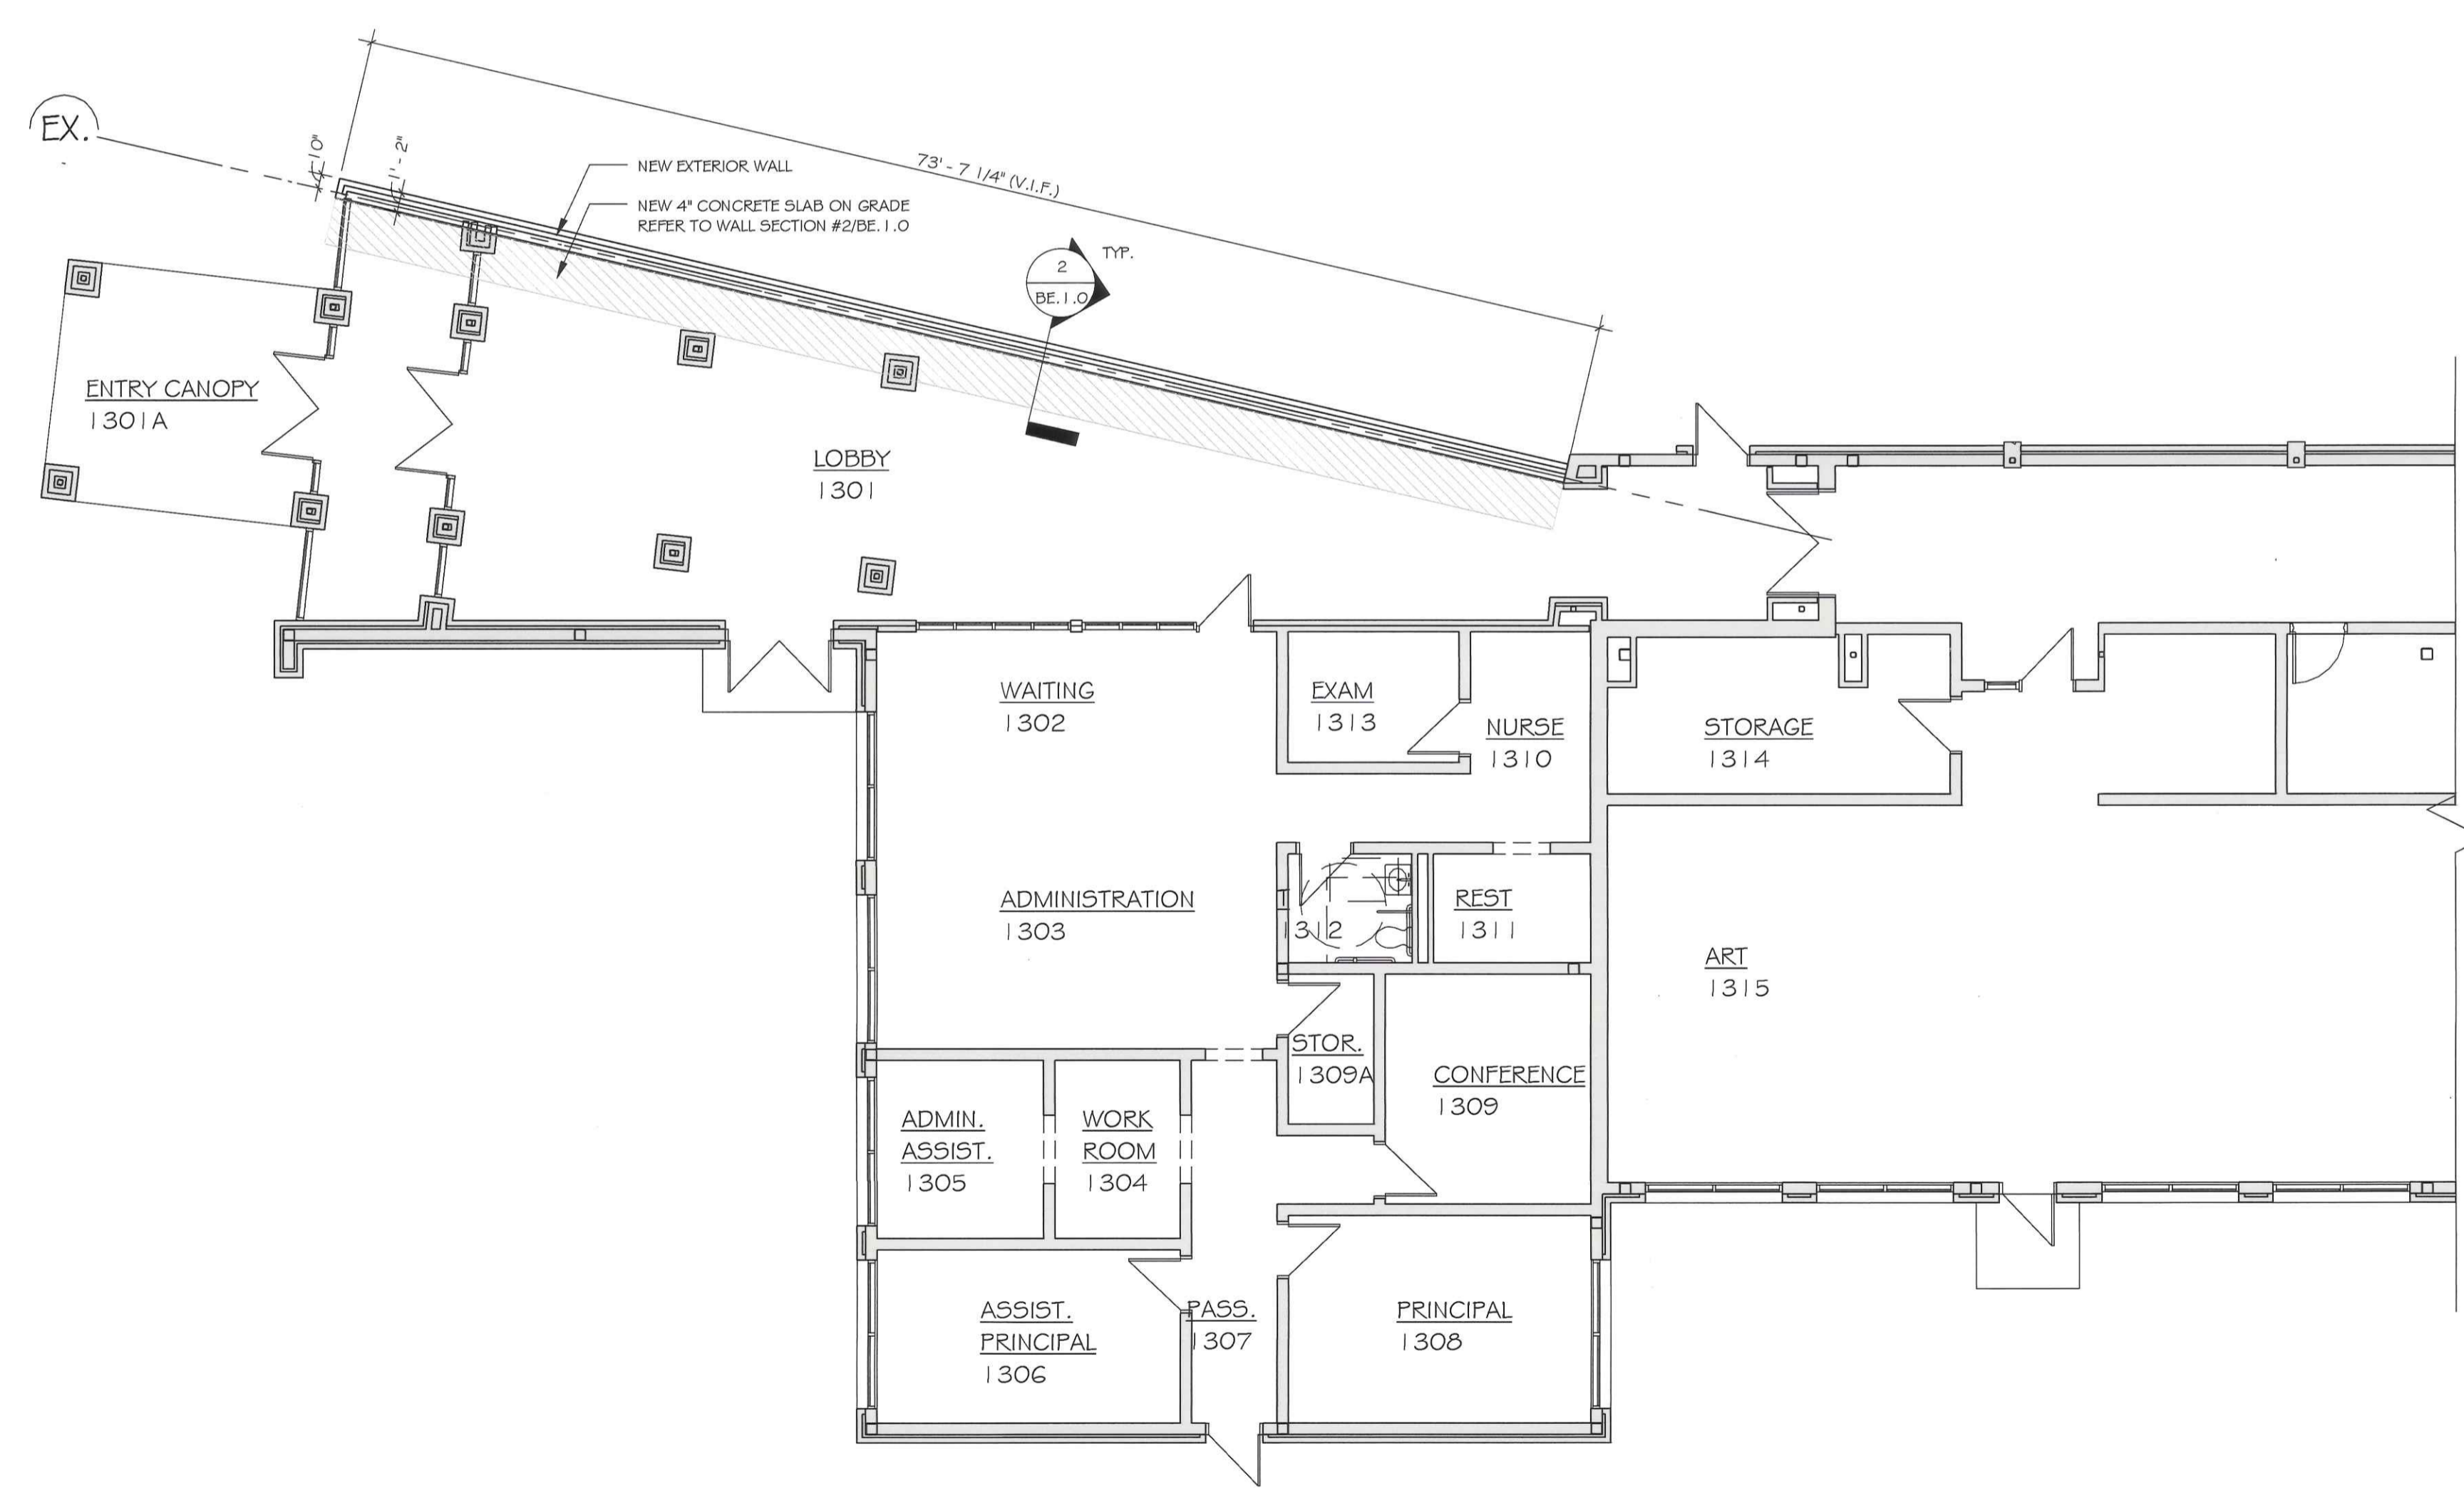 EX.
10"
1'-2"
73'-7 1/4" (V.I.F.)
NEW EXTERIOR WALL
NEW 4" CONCRETE SLAB ON GRADE
REFER TO WALL SECTION #2/BE.1.0
2
BE.1.0
TYP.
ENTRY CANOPY
1301A
LOBBY
1301
WAITING
1302
EXAM
1313
NURSE
1310
STORAGE
1314
ADMINISTRATION
1303
1312
REST
1311
ART
1315
STOR.
1309A
CONFERENCE
1309
ADMIN.
ASSIST.
1305
WORK
ROOM
1304
ASSIST.
PRINCIPAL
1306
PASS.
1307
PRINCIPAL
1308